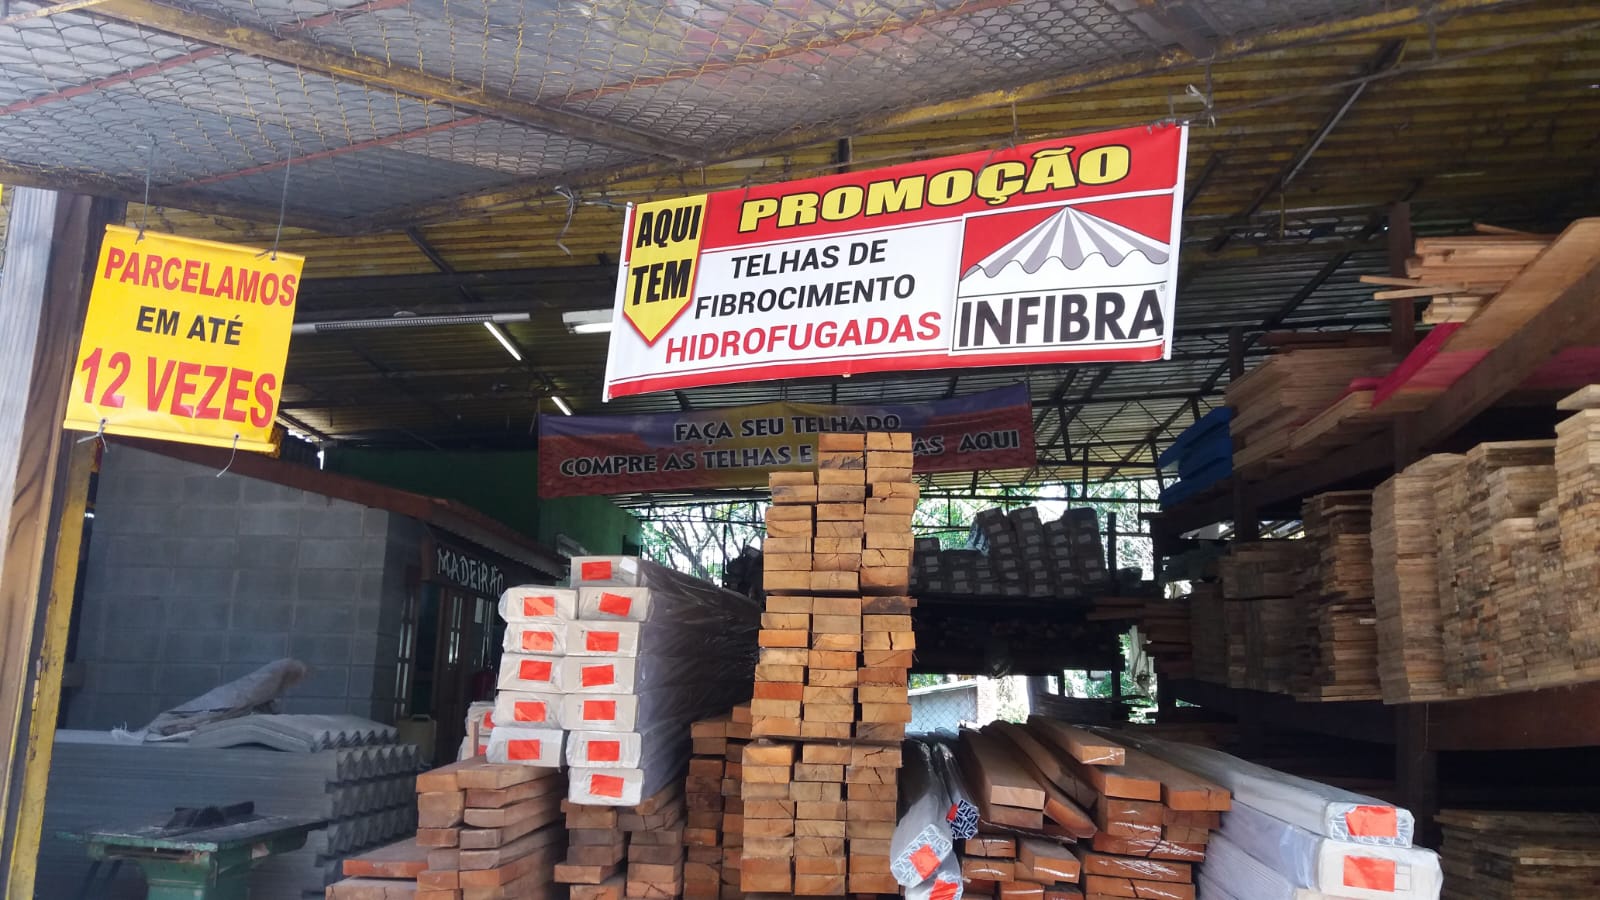 PARCELAMOS
EM ATÉ
12 VEZES
AQUI
TEM
PROMOÇÃO
TELHAS DE
FIBROCIMENTO
HIDROFUGADAS
INFIBRA
FAÇA SEU TELHADO
COMPRE AS TELHAS E AQUI
MADEIRÃO